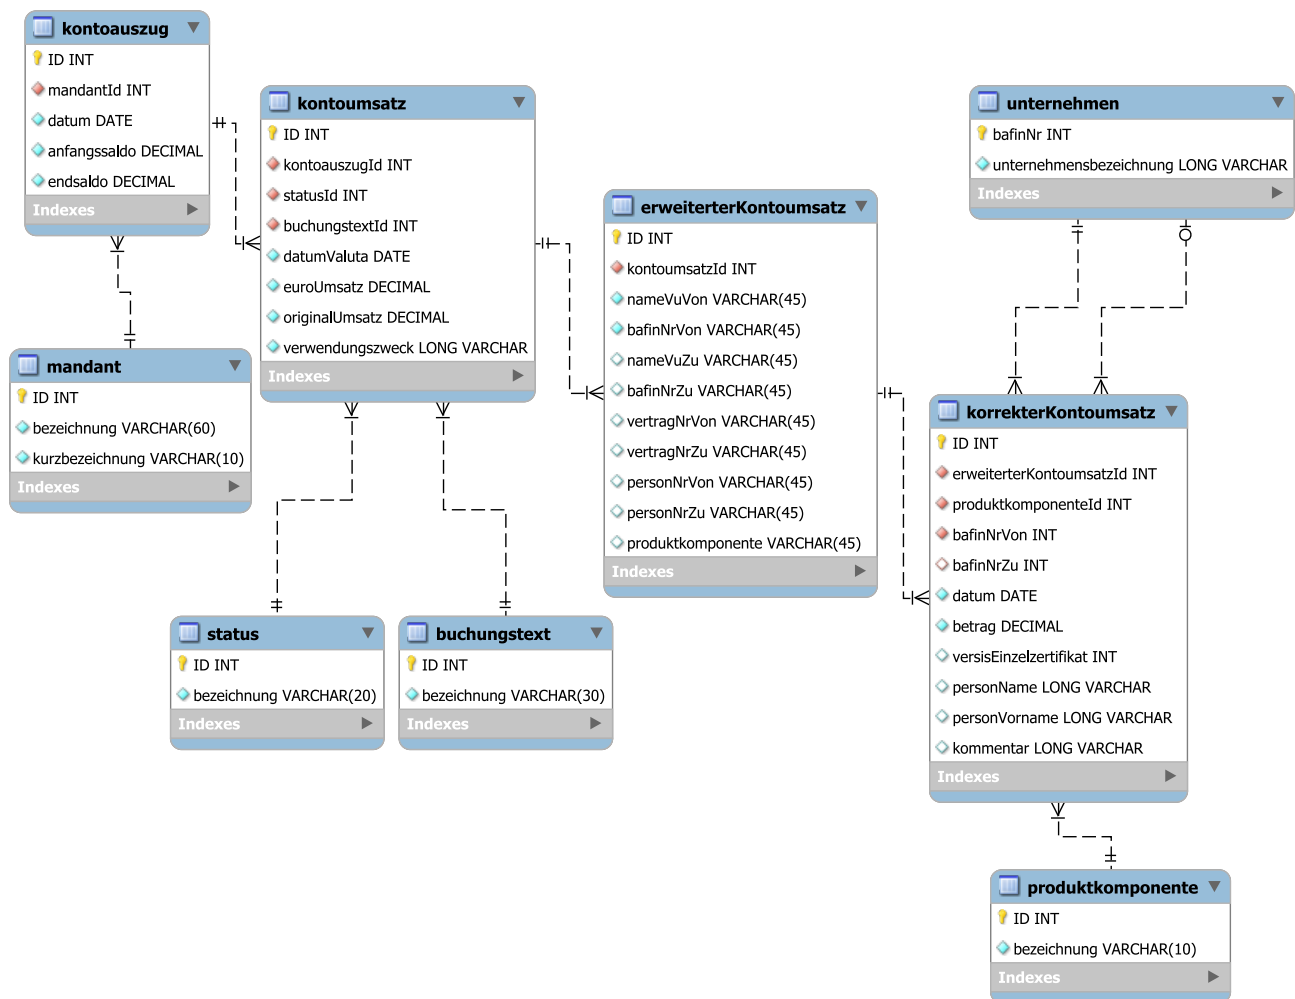 kontoauszug
ID INT
mandantId INT
datum DATE
anfangssaldo DECIMAL
endsaldo DECIMAL
Indexes
mandant
ID INT
bezeichnung VARCHAR(60)
kurzbezeichnung VARCHAR(10)
Indexes
kontoumsatz
ID INT
kontoauszugId INT
statusId INT
buchungstextId INT
datumValuta DATE
euroUmsatz DECIMAL
originalUmsatz DECIMAL
verwendungszweck LONG VARCHAR
Indexes
status
ID INT
bezeichnung VARCHAR(20)
Indexes
buchungstext
ID INT
bezeichnung VARCHAR(30)
Indexes
erweiterterKontoumsatz
ID INT
kontoumsatzId INT
nameVuVon VARCHAR(45)
bafinNrVon VARCHAR(45)
nameVuZu VARCHAR(45)
bafinNrZu VARCHAR(45)
vertragNrVon VARCHAR(45)
vertragNrZu VARCHAR(45)
personNrVon VARCHAR(45)
personNrZu VARCHAR(45)
produktkomponente VARCHAR(45)
Indexes
unternehmen
bafinNr INT
unternehmensbezeichnung LONG VARCHAR
Indexes
korrekterKontoumsatz
ID INT
erweiterterKontoumsatzId INT
produktkomponenteId INT
bafinNrVon INT
bafinNrZu INT
datum DATE
betrag DECIMAL
versisEinzelzertifikat INT
personName LONG VARCHAR
personVorname LONG VARCHAR
kommentar LONG VARCHAR
Indexes
produktkomponente
ID INT
bezeichnung VARCHAR(10)
Indexes